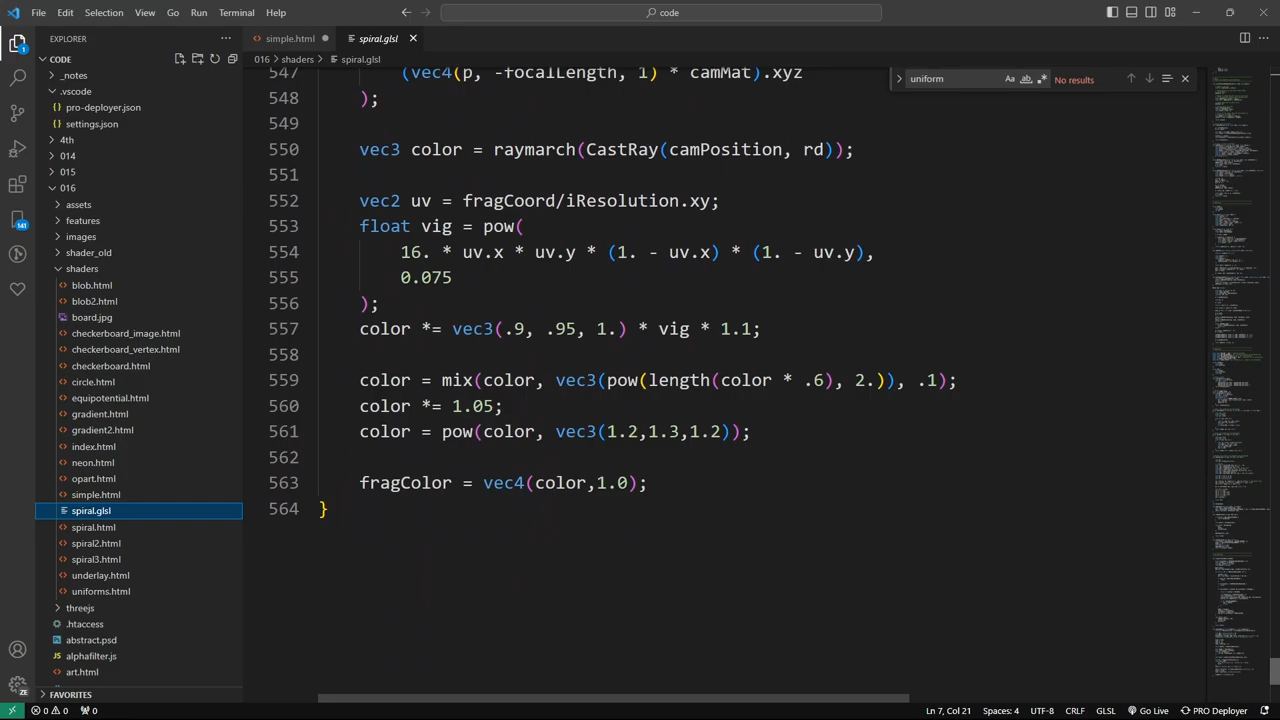 File Edit Selection View Go Run Terminal Help
code
EXPLORER
simple.html
spiral.glsl
CODE
016 > shaders > spiral.glsl
_notes
.vscode
pro-deployer.json
settings.json
4th
014
015
016
assets
features
images
shader_old
shaders
blob.html
blob2.html
board.jpg
checkerboard_image.html
checkerboard_vertex.html
checkerboard.html
circle.html
equipotential.html
gradient.html
gradient2.html
index.html
neon.html
opart.html
simple.html
spiral.glsl
spiral.html
spiral2.html
spiral3.html
underlay.html
uniforms.html
threejs
.htaccess
abstract.psd
alphafilter.js
art.html
FAVORITES
uniform
Aa ab
No results
547 (vec4(p, -focalLength, 1) * camMat).xyz
548 );
549
550 vec3 color = raymarch(CastRay(camPosition, rd));
551
552 vec2 uv = fragCoord/iResolution.xy;
553 float vig = pow(
554 16. * uv.x * uv.y * (1. - uv.x) * (1. uv.y),
555 0.075
556 );
557 color *= vec3(.9, .95, 1.) * vig * 1.1;
558
559 color = mix(color, vec3(pow(length(color * .6), 2.)), .1);
560 color *= 1.05;
561 color = pow(color, vec3(1.2,1.3,1.2));
562
563 fragColor = vec4(color,1.0);
564 }
1
141
ZE
0 0 0
Ln 7, Col 21 Spaces: 4 UTF-8 CRLF GLSL Go Live PRO Deployer